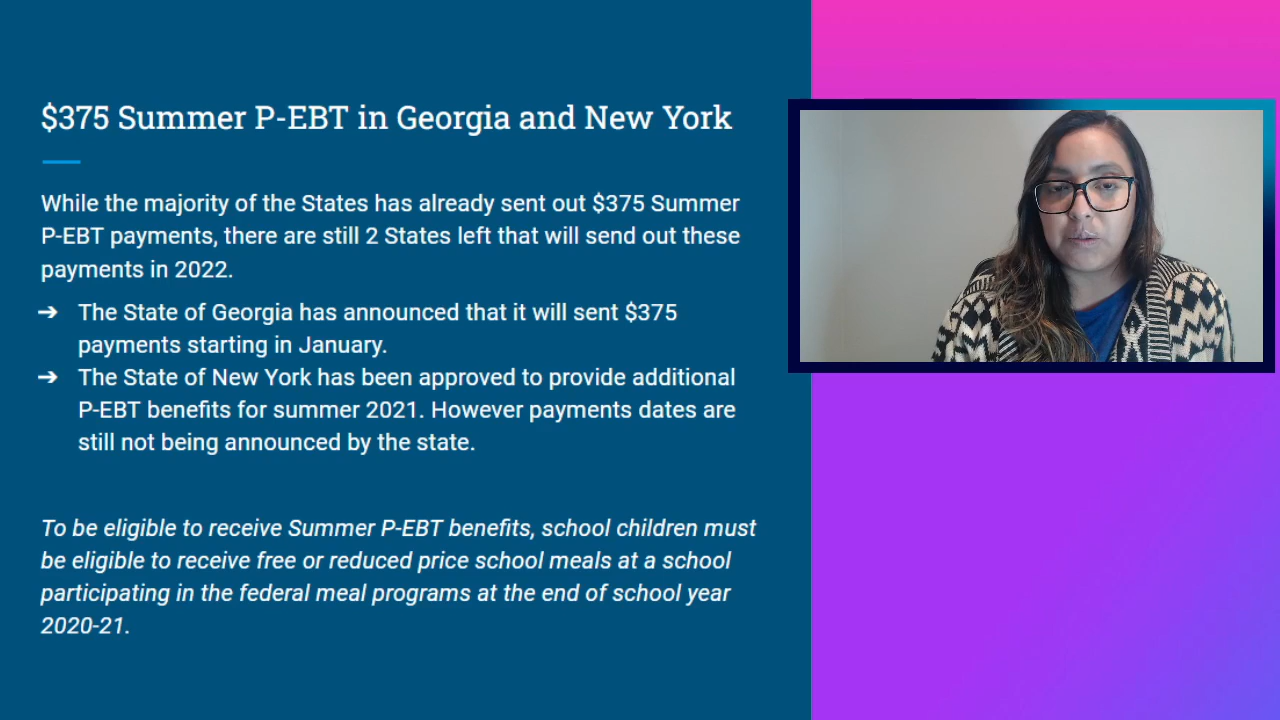 $375 Summer P-EBT in Georgia and New York
While the majority of the States has already sent out $375 Summer
P-EBT payments, there are still 2 States left that will send out these
payments in 2022.
➔ The State of Georgia has announced that it will sent $375
payments starting in January.
➔ The State of New York has been approved to provide additional
P-EBT benefits for summer 2021. However payments dates are
still not being announced by the state.
To be eligible to receive Summer P-EBT benefits, school children must
be eligible to receive free or reduced price school meals at a school
participating in the federal meal programs at the end of school year
2020-21.